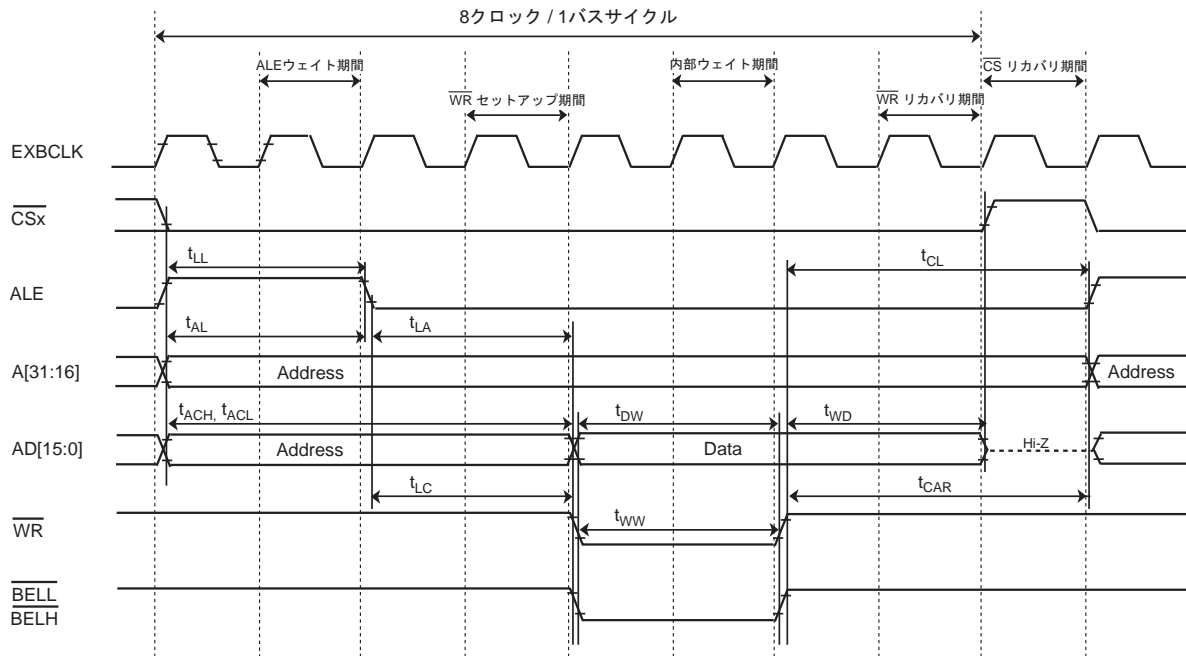 8クロック / 1バスサイクル
ALEウェイト期間
内部ウェイト期間
CS リカバリ期間
WR セットアップ期間
WR リカバリ期間
EXBCLK
CSx
tLL
tCL
ALE
tAL
tLA
A[31:16]
Address
Address
tACH, tACL
tDW
tWD
AD[15:0]
Address
Data
Hi-Z
tLC
tCAR
WR
tWW
BELL
BELH